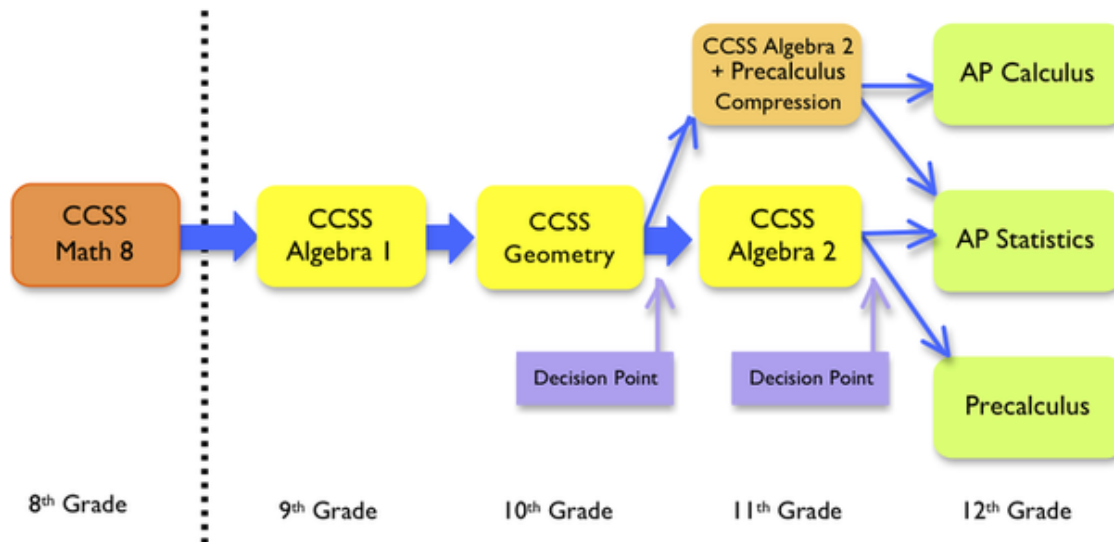 CCSS Algebra 2
+ Precalculus
Compression
AP Calculus
CCSS
Math 8
CCSS
Algebra 1
CCSS
Geometry
CCSS
Algebra 2
AP Statistics
Decision Point
Decision Point
Precalculus
8th Grade
9th Grade
10th Grade
11th Grade
12th Grade